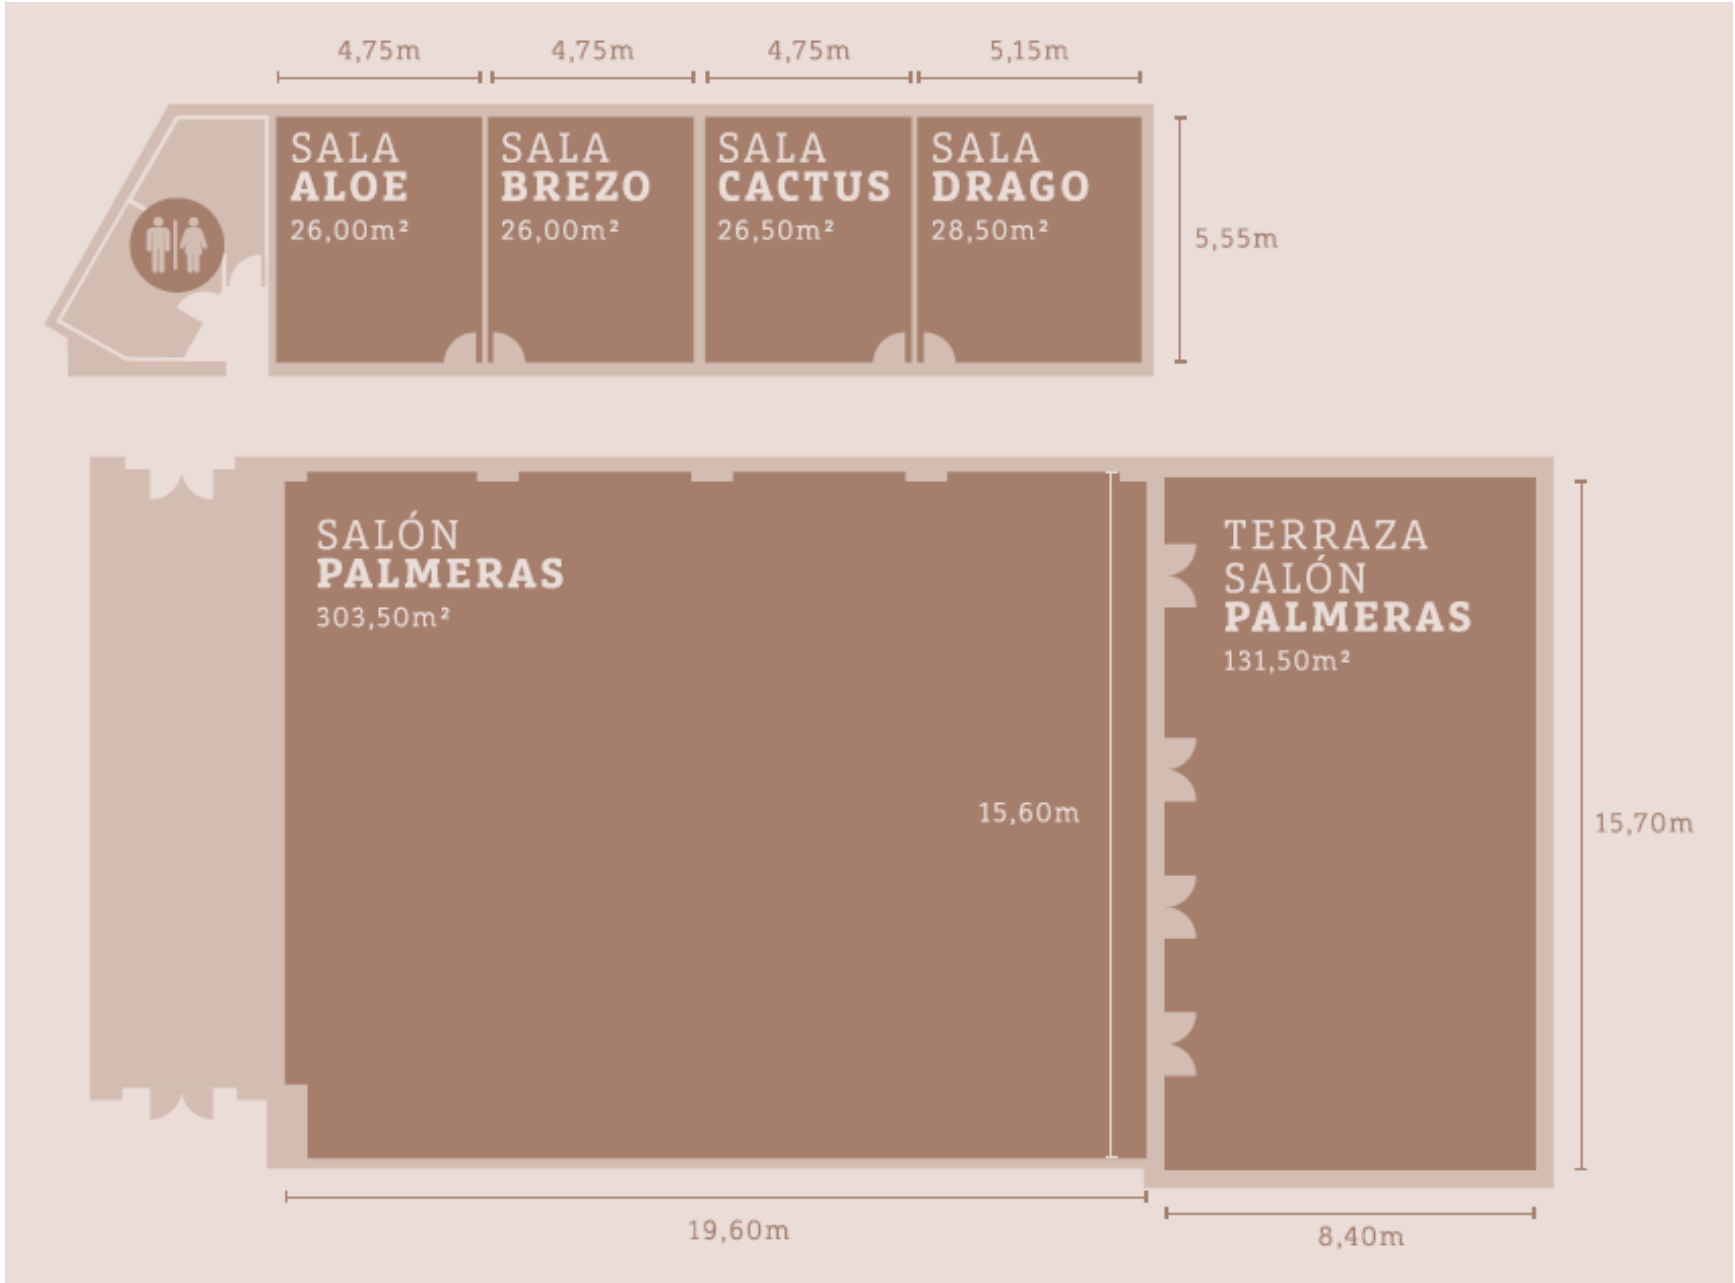 4,75m
4,75m
4,75m
5,15m
SALA
ALOE
26,00m²
SALA
BREZO
26,00m²
SALA
CACTUS
26,50m²
SALA
DRAGO
28,50m²
5,55m
SALÓN
PALMERAS
303,50m²
TERRAZA
SALÓN
PALMERAS
131,50m²
15,60m
15,70m
19,60m
8,40m